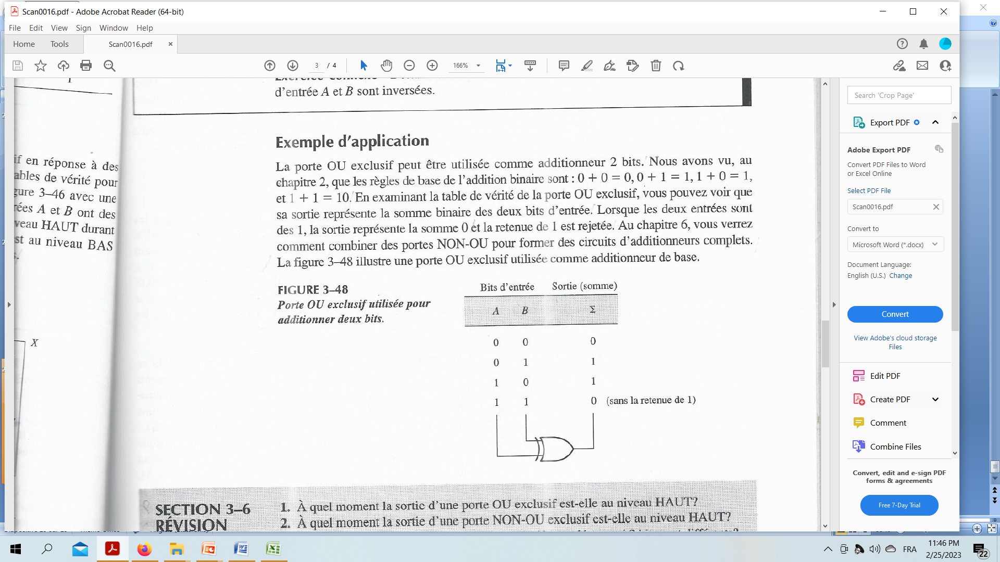 Scan0016.pdf - Adobe Acrobat Reader (64-bit)
File Edit View Sign Window Help
Home Tools Scan0016.pdf ×
3 / 4 166%
d'entrée A et B sont inversées.
if en réponse à des
ables de vérité pour
gure 3–46 avec une
rées A et B ont des
veau HAUT durant
st au niveau BAS
s.
X
Exemple d'application
La porte OU exclusif peut être utilisée comme additionneur 2 bits. Nous avons vu, au
chapitre 2, que les règles de base de l'addition binaire sont : 0 + 0 = 0, 0 + 1 = 1, 1 + 0 = 1,
et 1 + 1 = 10. En examinant la table de vérité de la porte OU exclusif, vous pouvez voir que
sa sortie représente la somme binaire des deux bits d'entrée. Lorsque les deux entrées sont
des 1, la sortie représente la somme 0 et la retenue de 1 est rejetée. Au chapitre 6, vous verrez
comment combiner des portes NON-OU pour former des circuits d'additionneurs complets.
La figure 3–48 illustre une porte OU exclusif utilisée comme additionneur de base.
FIGURE 3–48
Porte OU exclusif utilisée pour
additionner deux bits.
Bits d'entrée Sortie (somme)
A B Σ
0 0 0
0 1 1
1 0 1
1 1 0 (sans la retenue de 1)
SECTION 3–6
RÉVISION
1. À quel moment la sortie d'une porte OU exclusif est-elle au niveau HAUT?
2. À quel moment la sortie d'une porte NON-OU exclusif est-elle au niveau HAUT?
Search 'Crop Page'
Export PDF
Adobe Export PDF
Convert PDF Files to Word
or Excel Online
Select PDF File
Scan0016.pdf
Convert to
Microsoft Word (*.docx)
Document Language:
English (U.S.) Change
Convert
View Adobe's cloud storage
Files
Edit PDF
Create PDF
Comment
Combine Files
Convert, edit and e-sign PDF
forms & agreements
Free 7-Day Trial
FRA
11:46 PM
2/25/2023
22